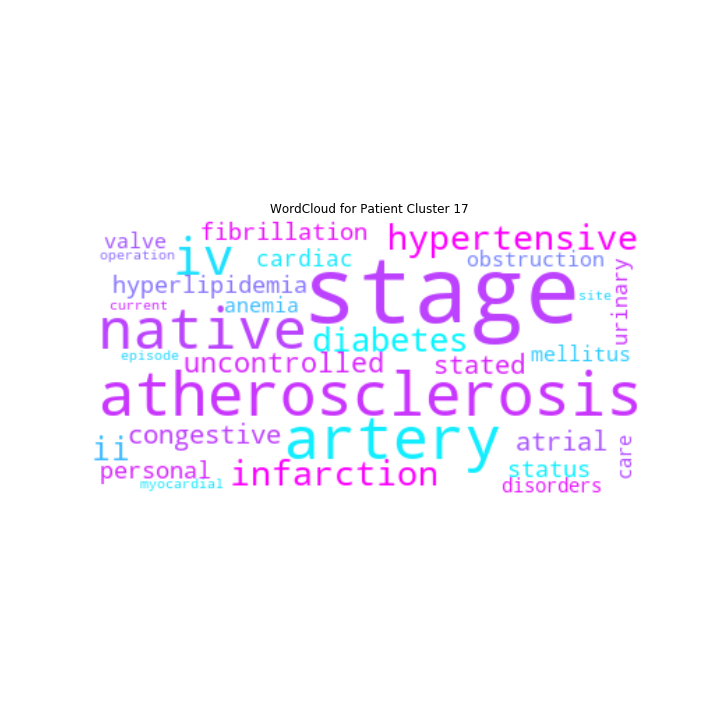 WordCloud for Patient Cluster 17
valve
operation
iv
fibrillation
cardiac
hypertensive
obstruction
hyperlipidemia
stage
site
urinary
current
anemia
native
diabetes
episode
uncontrolled
stated
mellitus
atherosclerosis
ii
congestive
artery
atrial
care
personal
myocardial
infarction
status
disorders